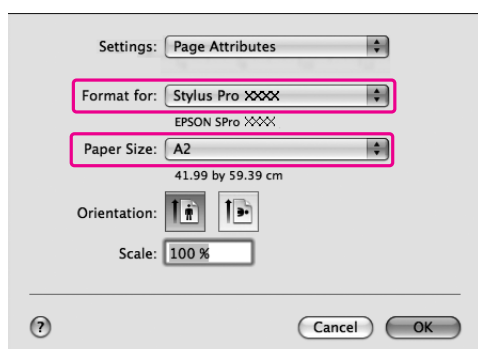 Settings: Page Attributes
Format for: Stylus Pro XXXX
EPSON SPro XXXX
Paper Size: A2
41.99 by 59.39 cm
Orientation:
Scale: 100 %
? Cancel OK